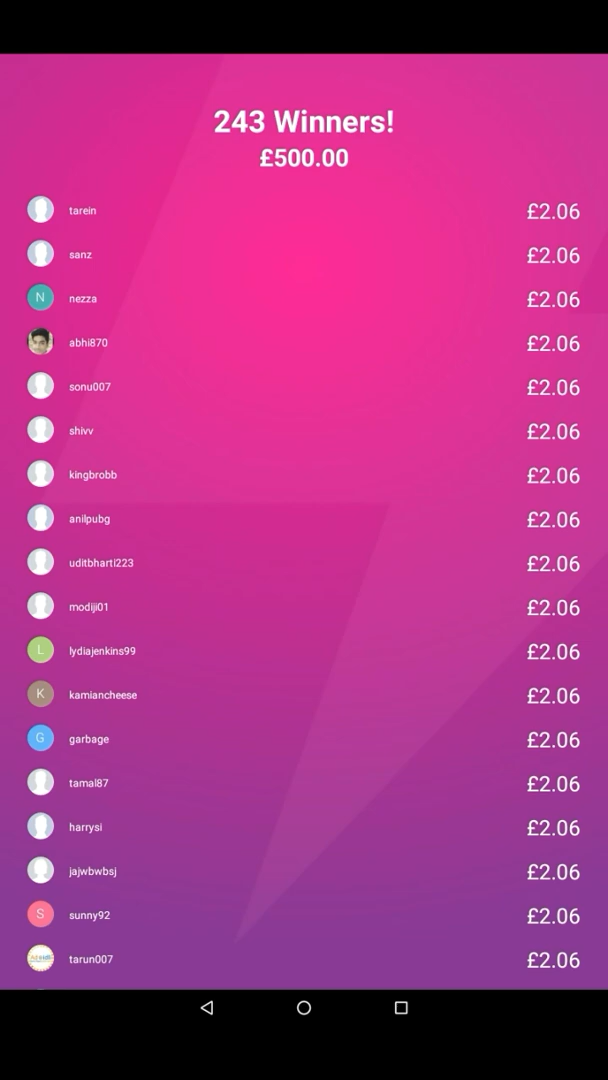 243 Winners!
£500.00
tarein £2.06
sanz £2.06
N nezza £2.06
abhi870 £2.06
sonu007 £2.06
shivv £2.06
kingbrobb £2.06
anilpubg £2.06
uditbharti223 £2.06
modiji01 £2.06
L lydiajenkins99 £2.06
K kamiancheese £2.06
G garbage £2.06
tamal87 £2.06
harrysi £2.06
jajwbwbsj £2.06
S sunny92 £2.06
tarun007 £2.06